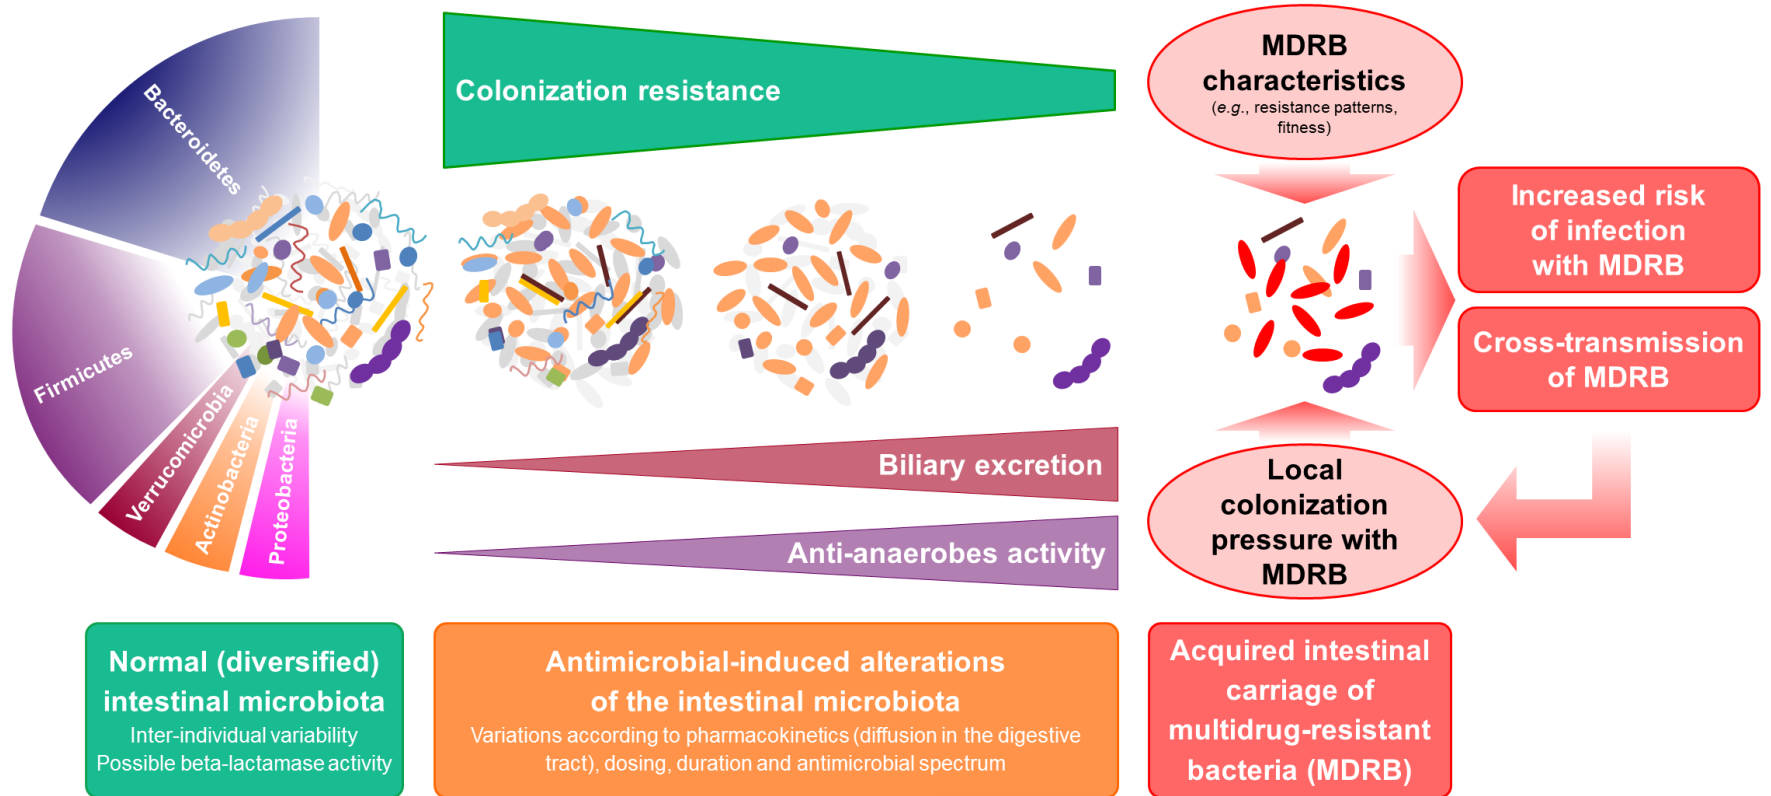 Bacteroidetes
Firmicutes
Verrucomicrobia
Actinobacteria
Proteobacteria
Colonization resistance
Biliary excretion
Anti-anaerobes activity
MDRB
characteristics
(e.g., resistance patterns,
fitness)
Local
colonization
pressure with
MDRB
Increased risk
of infection
with MDRB
Cross-transmission
of MDRB
Normal (diversified)
intestinal microbiota
Inter-individual variability
Possible beta-lactamase activity
Antimicrobial-induced alterations
of the intestinal microbiota
Variations according to pharmacokinetics (diffusion in the digestive
tract), dosing, duration and antimicrobial spectrum
Acquired intestinal
carriage of
multidrug-resistant
bacteria (MDRB)